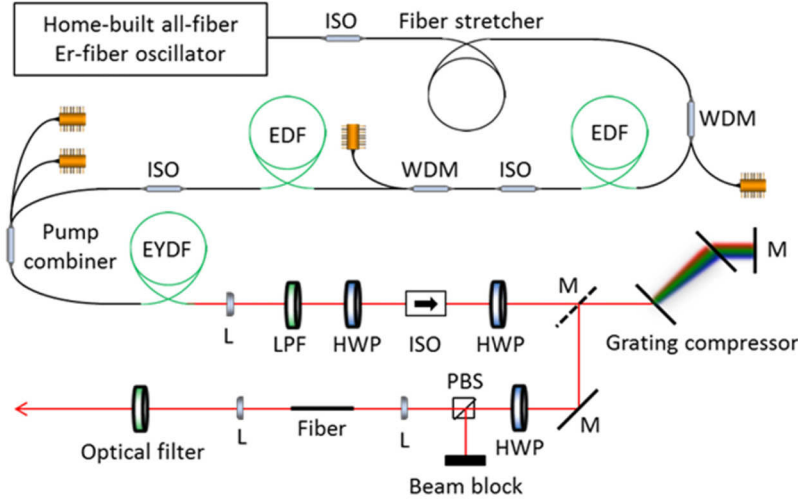 Home-built all-fiber
Er-fiber oscillator
ISO
Fiber stretcher
WDM
EDF
EDF
ISO
WDM
ISO
Pump
combiner
EYDF
L
LPF
HWP
ISO
HWP
M
M
Grating compressor
Optical filter
L
Fiber
L
PBS
HWP
M
Beam block